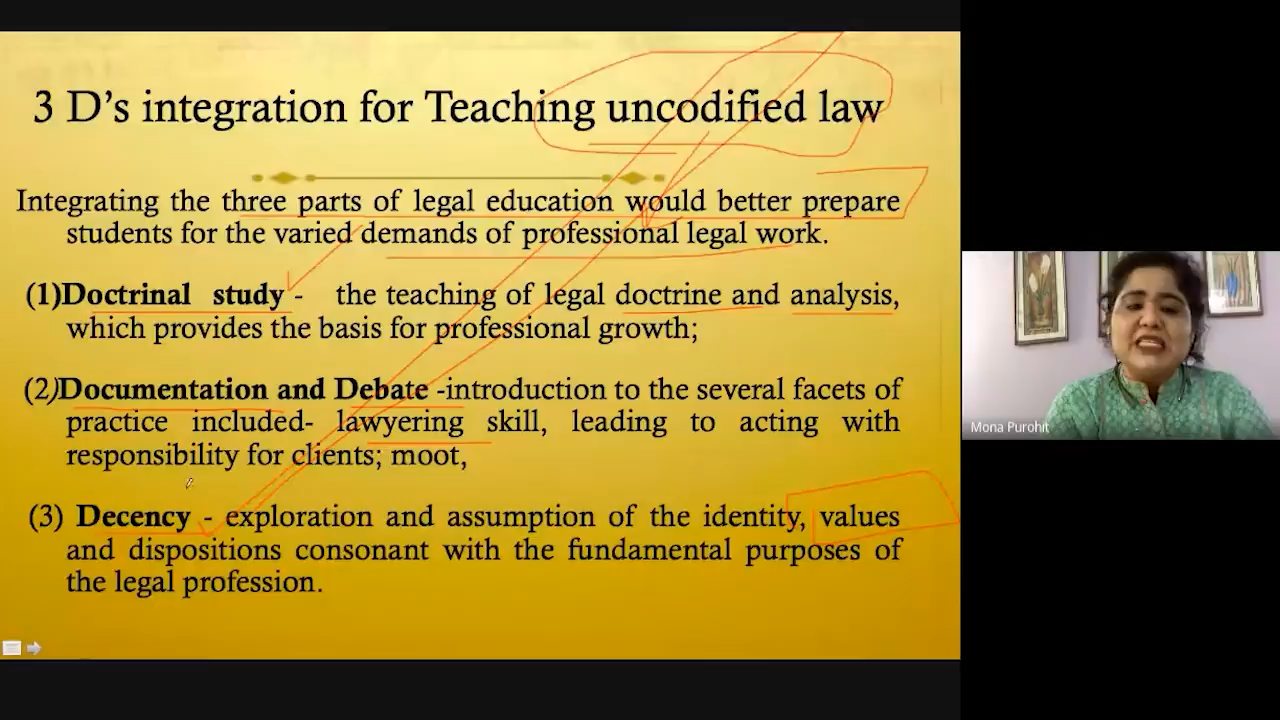 3 D's integration for Teaching uncodified law
Integrating the three parts of legal education would better prepare
students for the varied demands of professional legal work.
(1)Doctrinal study - the teaching of legal doctrine and analysis,
which provides the basis for professional growth;
(2)Documentation and Debate -introduction to the several facets of
practice included- lawyering skill, leading to acting with
responsibility for clients; moot,
(3) Decency - exploration and assumption of the identity, values
and dispositions consonant with the fundamental purposes of
the legal profession.
Mona Purohit